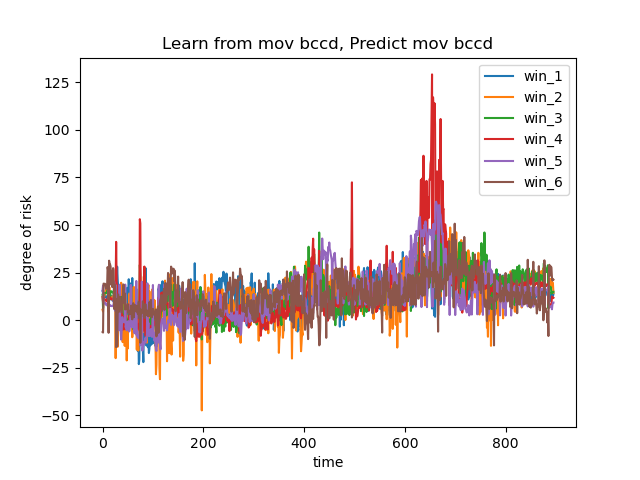 Learn from mov bccd, Predict mov bccd
win_1
win_2
win_3
win_4
win_5
win_6
degree of risk
125
100
75
50
25
0
−25
−50
0 200 400 600 800
time